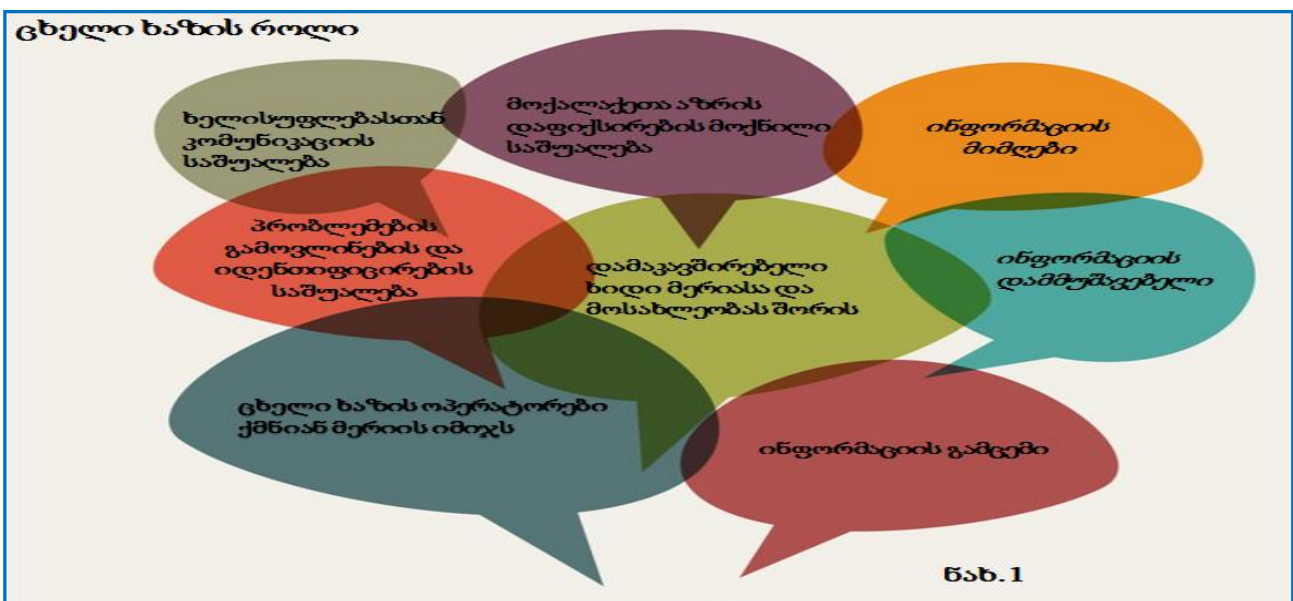 ცხელი ხაზის როლი
ხელისუფლებასთან
კომუნიკაციის
საშუალება
მოქალაქეთა აზრის
დაფიქსირების მოქნილი
საშუალება
ინფორმაციის
მიმღები
პრობლემების
გამოვლინების და
იდენთიფიცირების
საშუალება
დამაკავშირებელი
ხიდი მერიასა და
მოსახლეობას შორის
ინფორმაციის
დამმუშავებელი
ცხელი ხაზის ოპერატორები
ქმნიან მერიის იმიჯს
ინფორმაციის გამცემი
ნახ.1